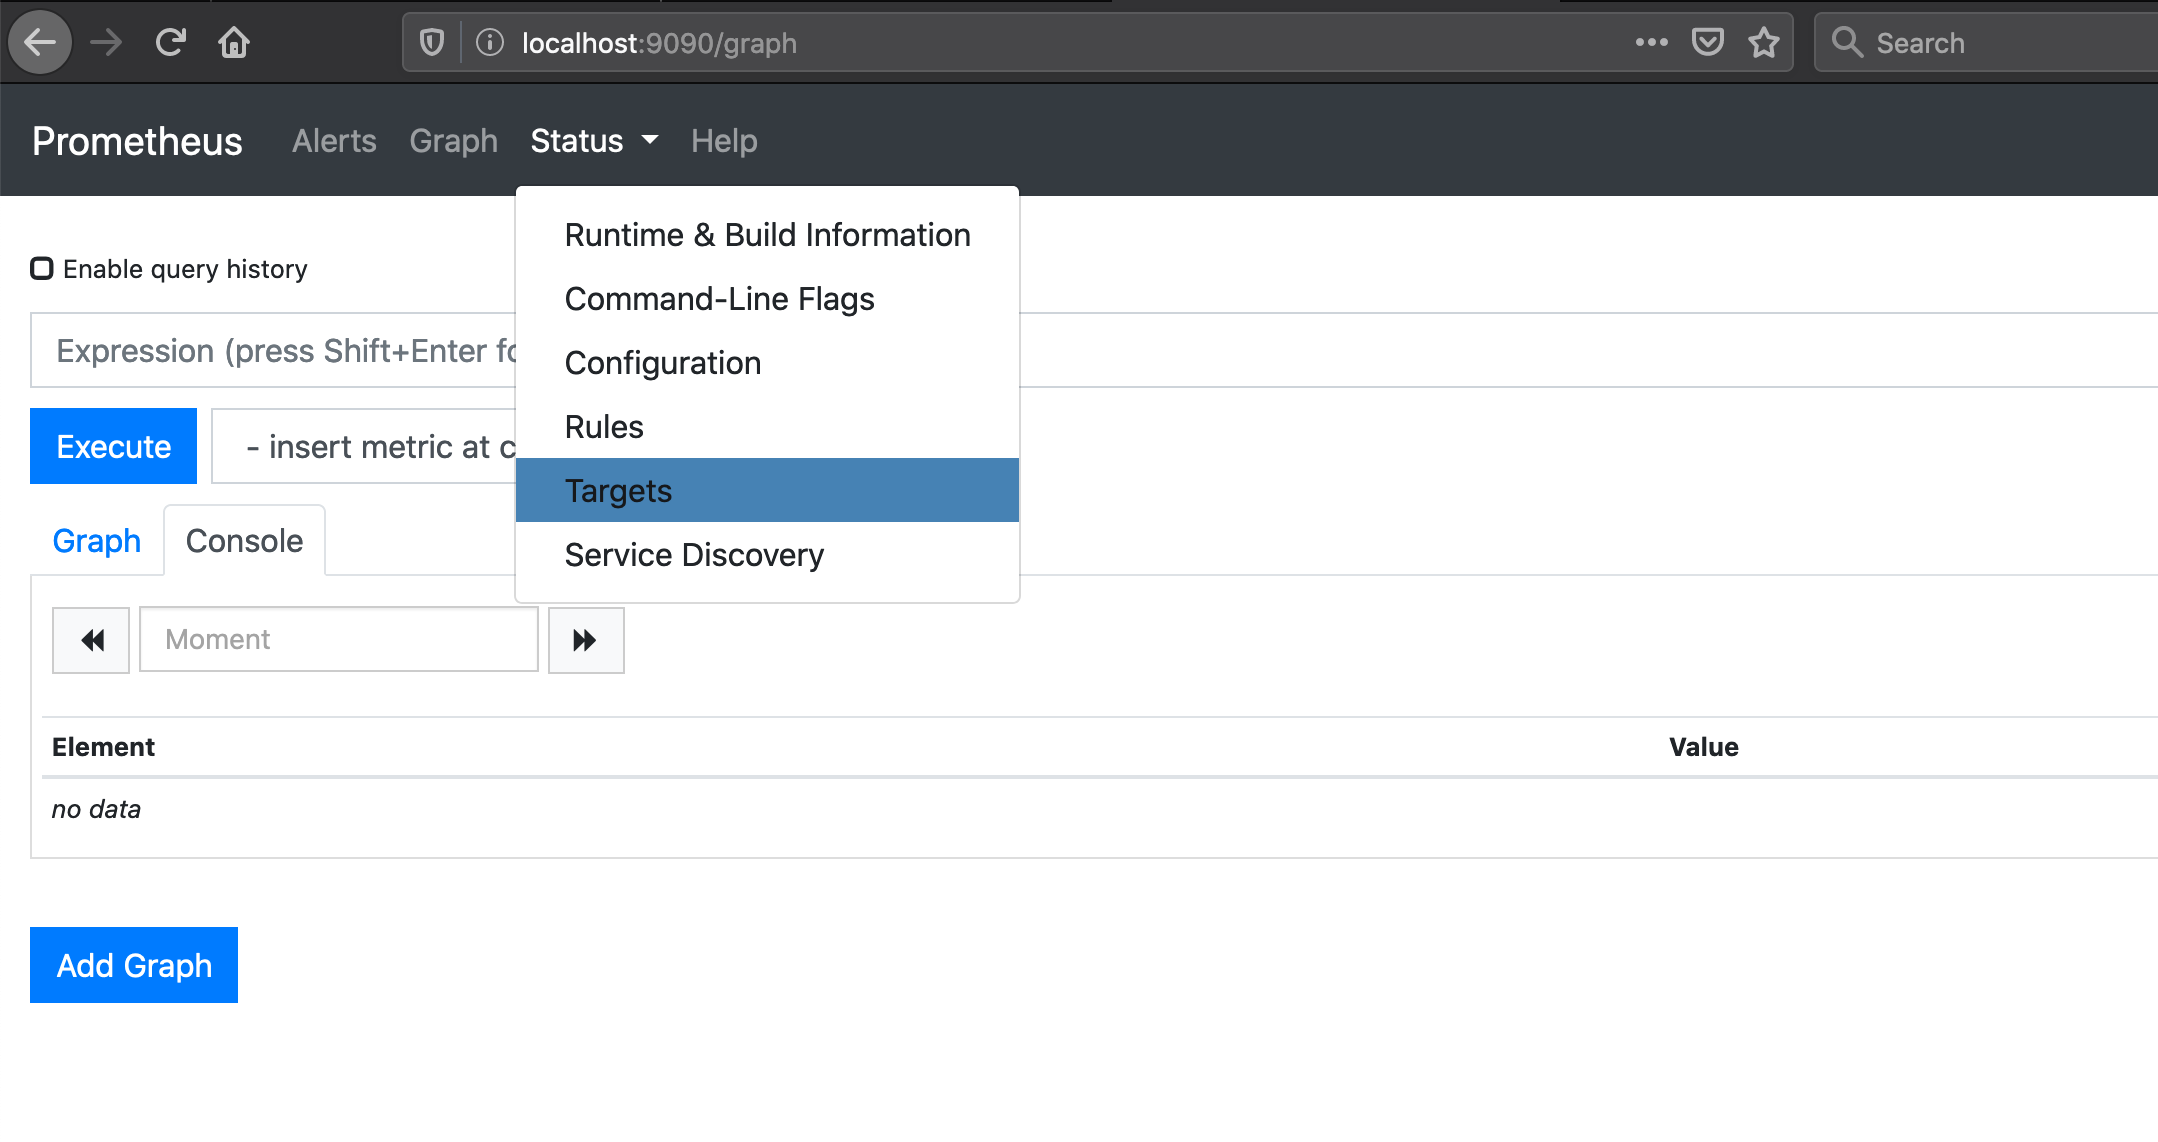 localhost:9090/graph
Search
Prometheus Alerts Graph Status Help
Runtime & Build Information
Command-Line Flags
Configuration
Rules
Targets
Service Discovery
Enable query history
Expression (press Shift+Enter fo
Execute
- insert metric at c
Graph Console
Moment
Element Value
no data
Add Graph